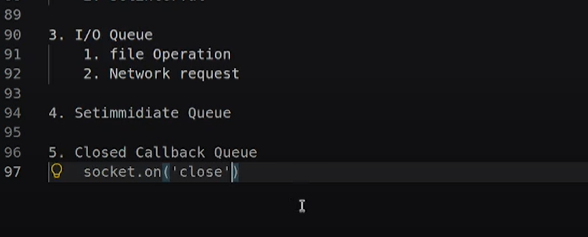 89
90 3. I/O Queue
91 1. file Operation
92 2. Network request
93
94 4. Setimmidiate Queue
95
96 5. Closed Callback Queue
97 socket.on('close')